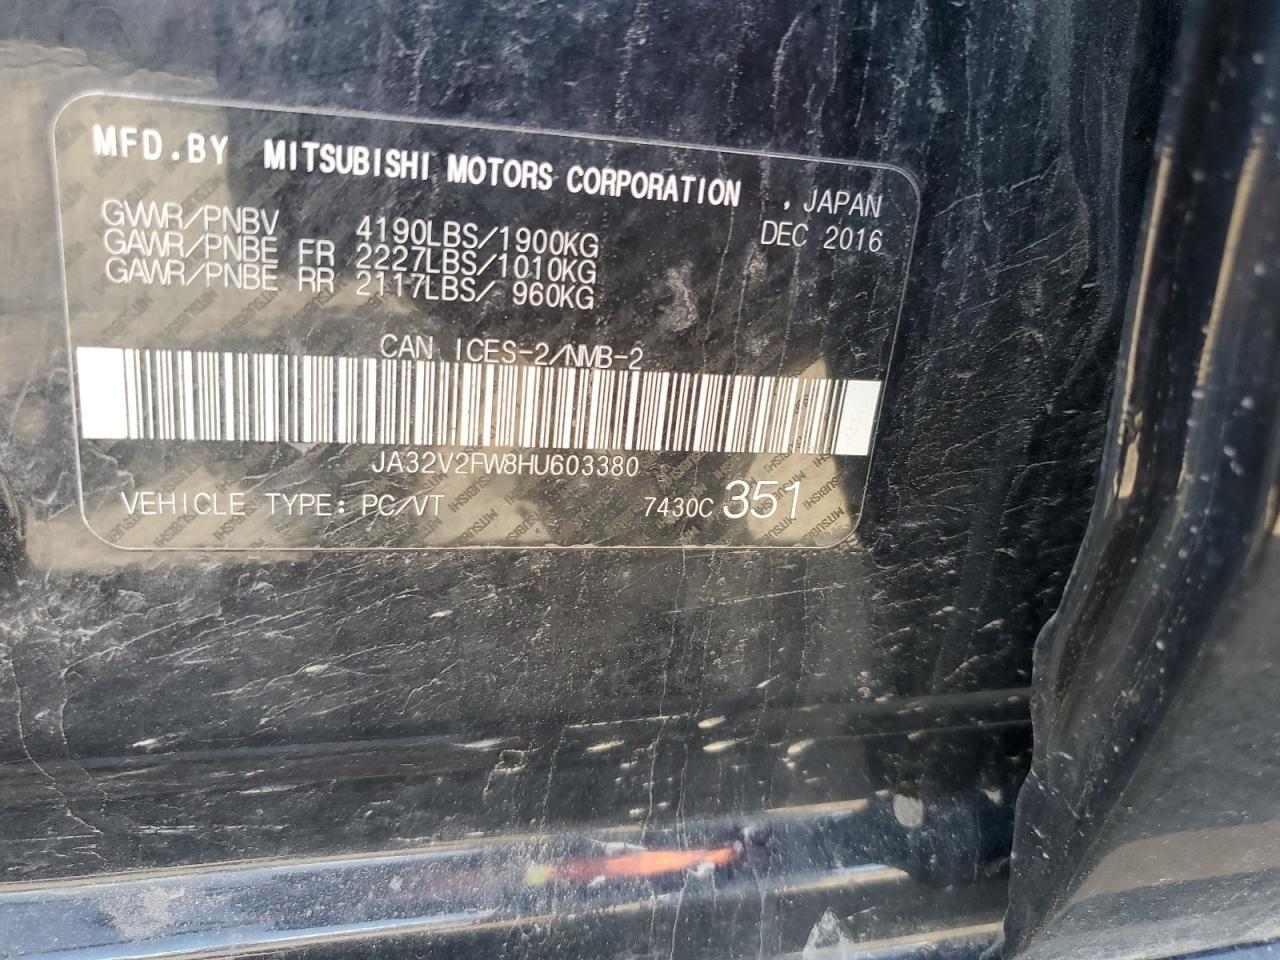 MFD.BY MITSUBISHI MOTORS CORPORATION , JAPAN
GVWR/PNBV 4190LBS/1900KG DEC 2016
GAWR/PNBE FR 2227LBS/1010KG
GAWR/PNBE RR 2117LBS/ 960KG
CAN ICES-2/NMB-2
JA32V2FW8HU603380
VEHICLE TYPE: PC/VT 7430C 351